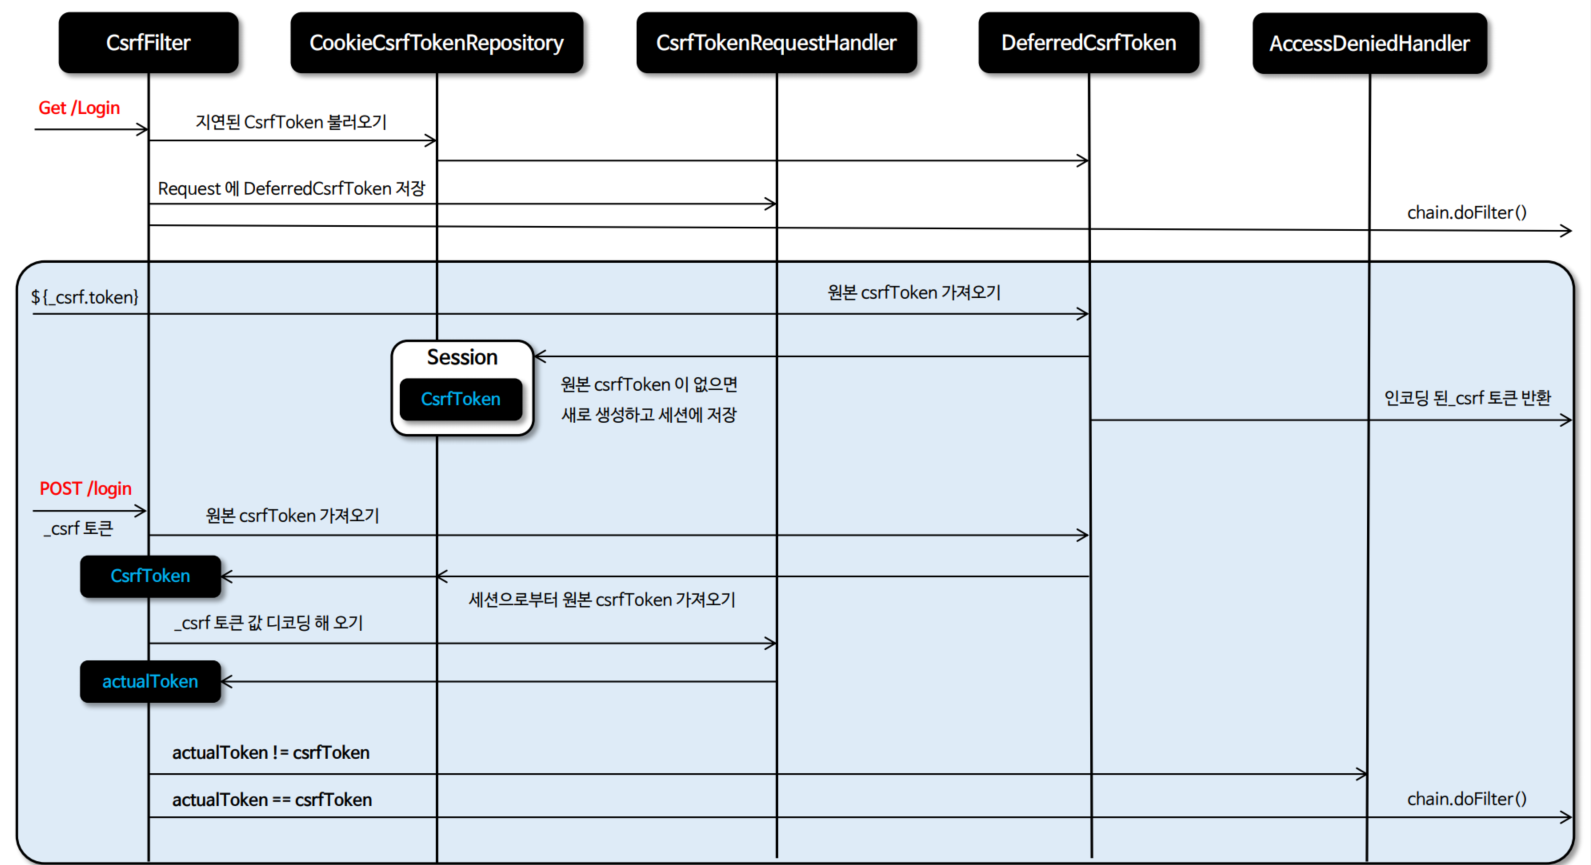 CsrfFilter
CookieCsrfTokenRepository
CsrfTokenRequestHandler
DeferredCsrfToken
AccessDeniedHandler
Get /Login
지연된 CsrfToken 불러오기
Request 에 DeferredCsrfToken 저장
chain.doFilter()
${_csrf.token}
원본 csrfToken 가져오기
Session
CsrfToken
원본 csrfToken 이 없으면
새로 생성하고 세션에 저장
인코딩 된_csrf 토큰 반환
POST /login
_csrf 토큰
원본 csrfToken 가져오기
CsrfToken
세션으로부터 원본 csrfToken 가져오기
_csrf 토큰 값 디코딩 해 오기
actualToken
actualToken != csrfToken
actualToken == csrfToken
chain.doFilter()